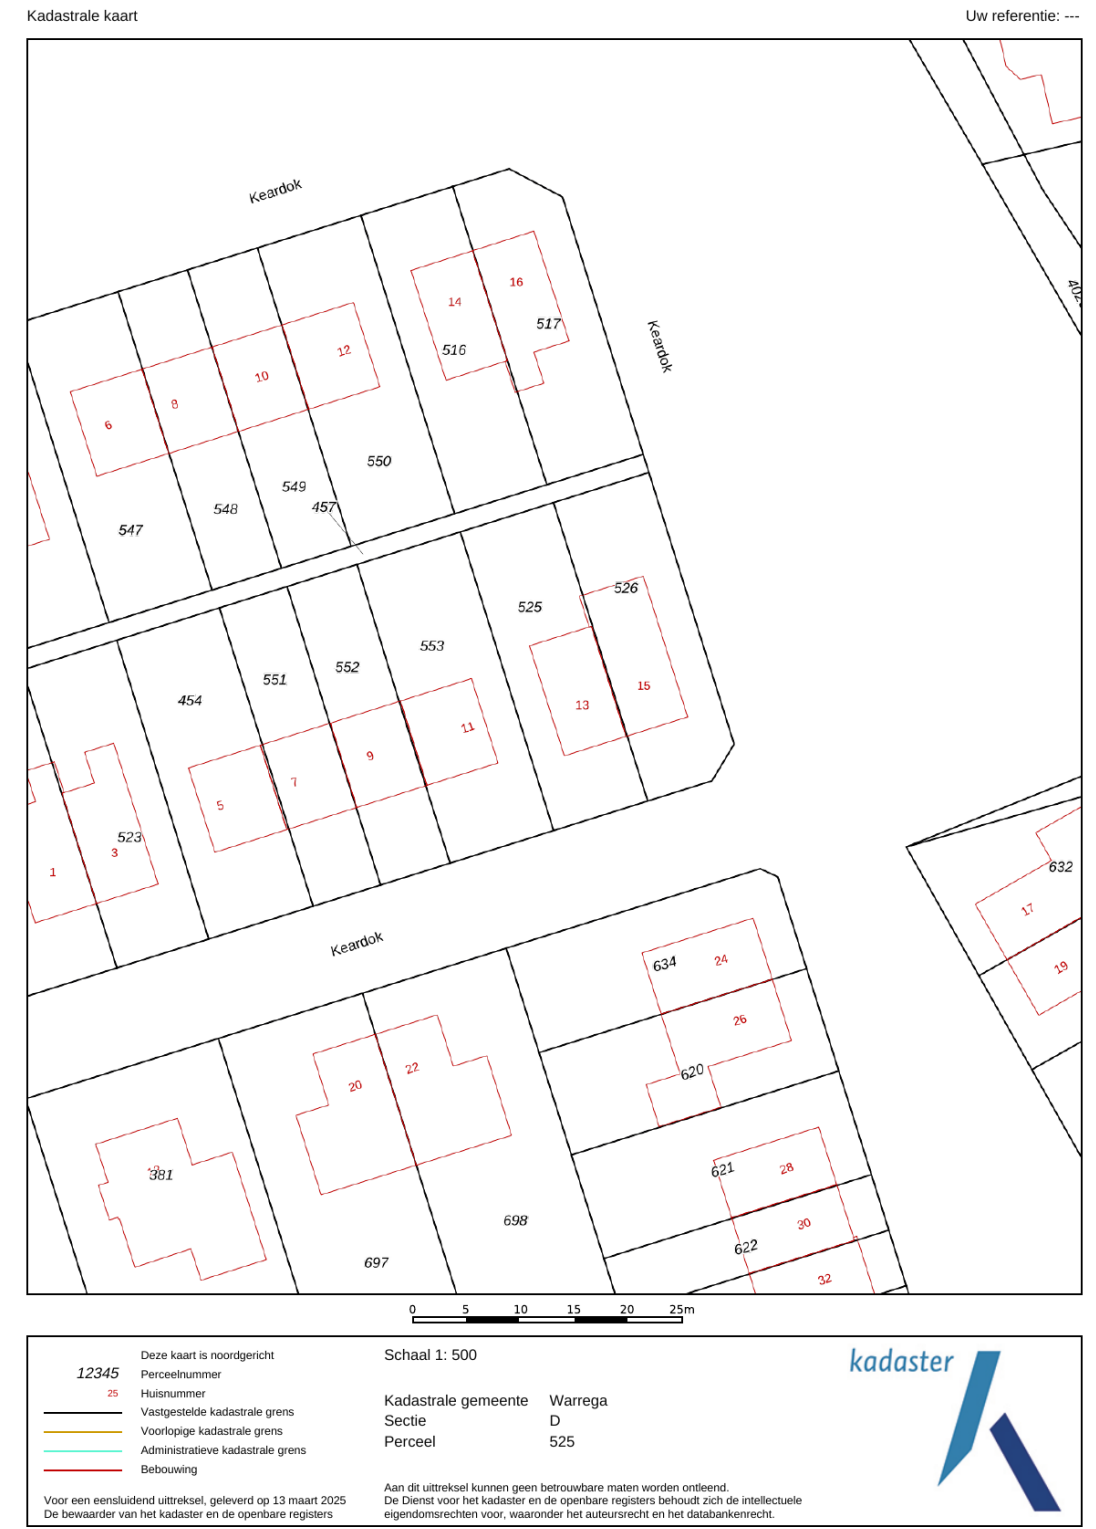 Kadastrale kaart
Uw referentie: ---
Keardok
Keardok
402
14
16
516
517
12
10
8
6
550
549
457
548
547
526
525
553
552
551
454
15
13
11
9
7
5
523
3
1
Keardok
632
17
19
634
24
26
620
20
22
381
621
28
622
30
32
698
697
0 5 10 15 20 25m
Deze kaart is noordgericht
12345 Perceelnummer
25 Huisnummer
Vastgestelde kadastrale grens
Voorlopige kadastrale grens
Administratieve kadastrale grens
Bebouwing
Voor een eensluidend uittreksel, geleverd op 13 maart 2025
De bewaarder van het kadaster en de openbare registers
Schaal 1: 500
Kadastrale gemeente Warrega
Sectie D
Perceel 525
Aan dit uittreksel kunnen geen betrouwbare maten worden ontleend.
De Dienst voor het kadaster en de openbare registers behoudt zich de intellectuele
eigendomsrechten voor, waaronder het auteursrecht en het databankenrecht.
kadaster